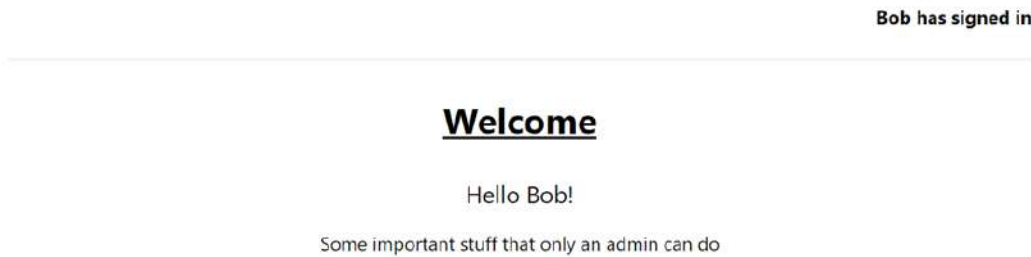 Bob has signed in
Welcome
Hello Bob!
Some important stuff that only an admin can do